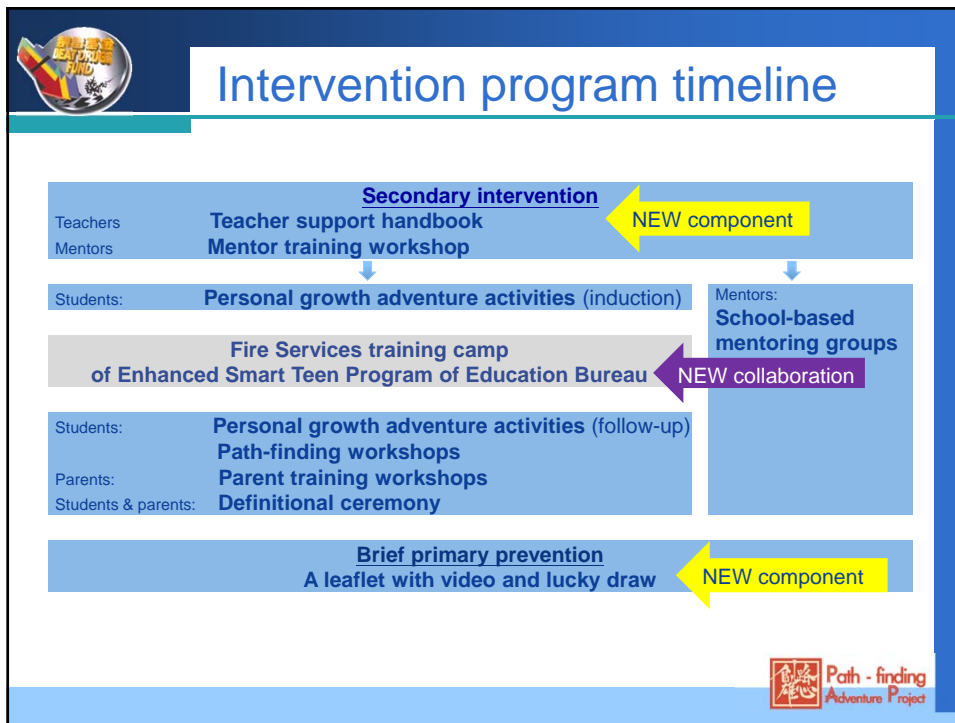 BEAT DRUGS
FUND
Intervention program timeline
Secondary intervention
Teachers Teacher support handbook
Mentors Mentor training workshop
NEW component
Students: Personal growth adventure activities (induction)
Mentors:
School-based
mentoring groups
Fire Services training camp
of Enhanced Smart Teen Program of Education Bureau
NEW collaboration
Students: Personal growth adventure activities (follow-up)
Path-finding workshops
Parents: Parent training workshops
Students & parents: Definitional ceremony
Brief primary prevention
A leaflet with video and lucky draw
NEW component
Path - finding
Adventure Project